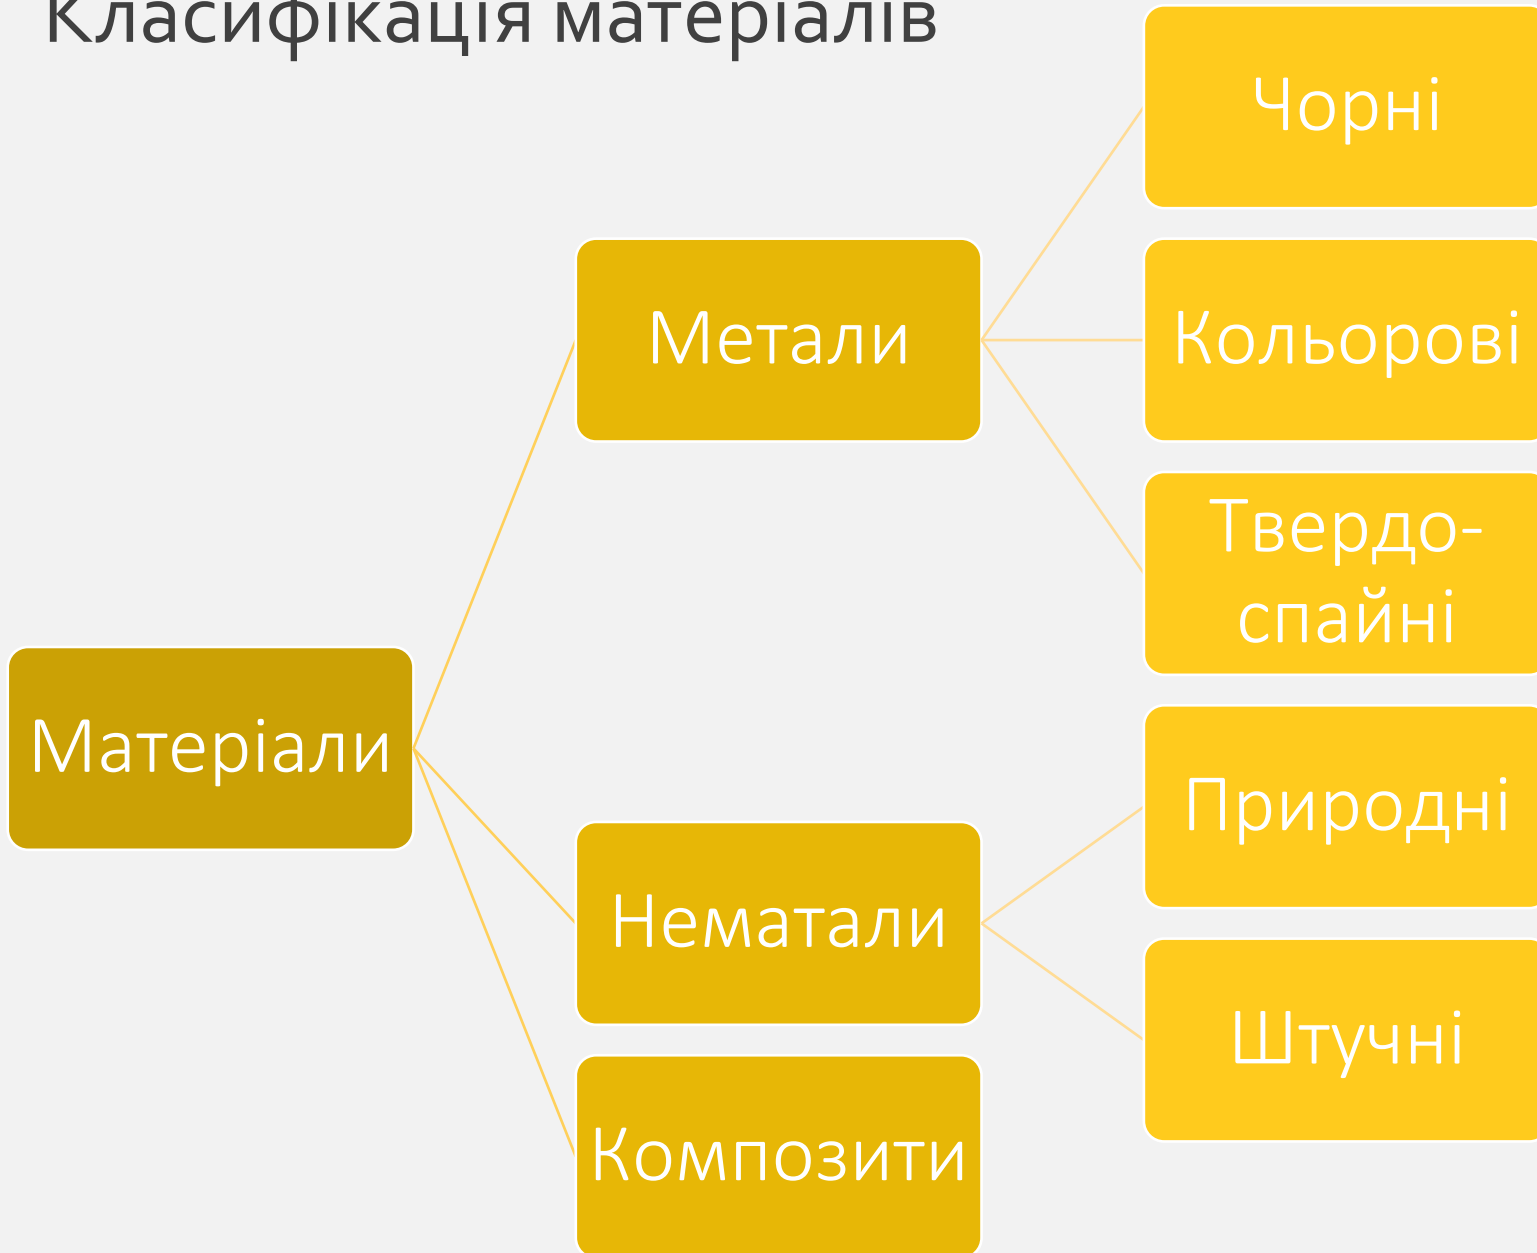 Класифікація матеріалів
Чорні
Метали
Кольорові
Твердо-
спайні
Матеріали
Природні
Нематали
Штучні
Композити